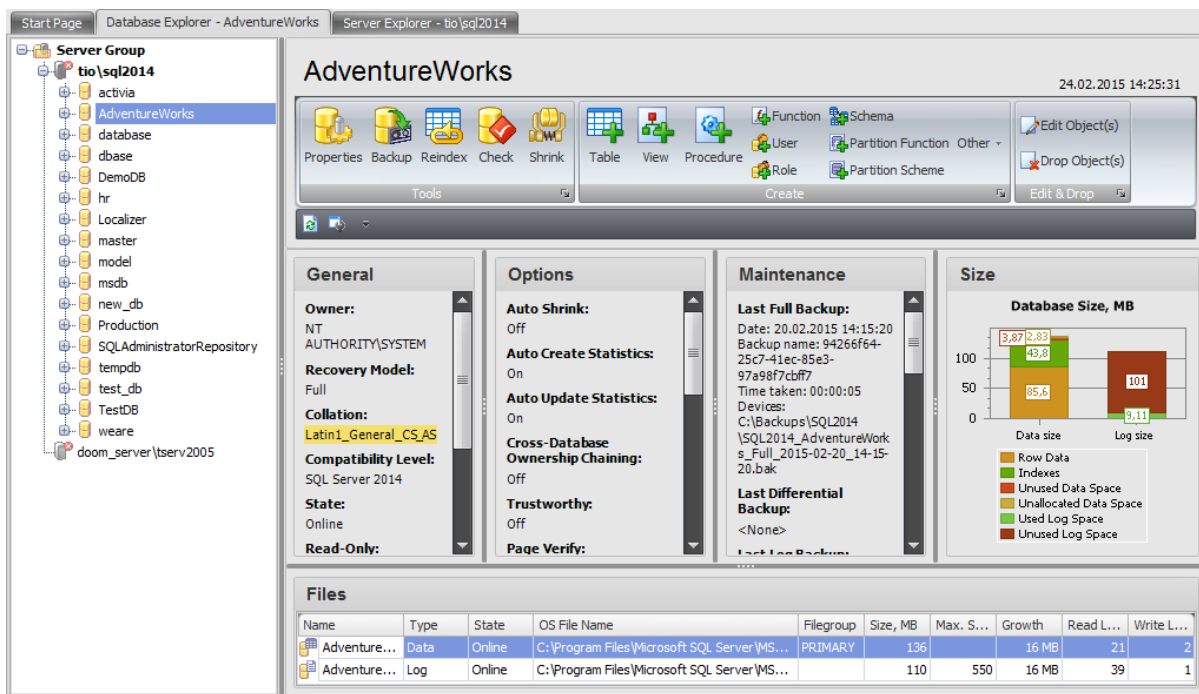 Start Page
Database Explorer - AdventureWorks
Server Explorer - tio\sql2014
Server Group
tio\sql2014
activia
AdventureWorks
database
dbase
DemoDB
hr
Localizer
master
model
msdb
new_db
Production
SQLAdministratorRepository
tempdb
test_db
TestDB
weare
doom_server\tserv2005
AdventureWorks
24.02.2015 14:25:31
Properties
Backup
Reindex
Check
Shrink
Tools
Table
View
Procedure
Function
User
Role
Schema
Partition Function
Partition Scheme
Other
Create
Edit Object(s)
Drop Object(s)
Edit & Drop
General
Owner:
NT
AUTHORITY\SYSTEM
Recovery Model:
Full
Collation:
Latin1_General_CS_AS
Compatibility Level:
SQL Server 2014
State:
Online
Read-Only:
Options
Auto Shrink:
Off
Auto Create Statistics:
On
Auto Update Statistics:
On
Cross-Database
Ownership Chaining:
Off
Trustworthy:
Off
Page Verify:
Maintenance
Last Full Backup:
Date: 20.02.2015 14:15:20
Backup name: 94266f64-
25c7-41ec-85e3-
97a98f7cbff7
Time taken: 00:00:05
Devices:
C:\Backups\SQL2014
\SQL2014_AdventureWork
s_Full_2015-02-20_14-15-
20.bak
Last Differential
Backup:
<None>
Last Log Backup:
Size
Database Size, MB
100
50
0
3,87
2,83
43,8
85,6
101
9,11
Data size
Log size
Row Data
Indexes
Unused Data Space
Unallocated Data Space
Used Log Space
Unused Log Space
Files
Name Type State OS File Name Filegroup Size, MB Max. S... Growth Read L... Write L...
Adventure... Data Online C:\Program Files\Microsoft SQL Server\MS... PRIMARY 136 16 MB 21 2
Adventure... Log Online C:\Program Files\Microsoft SQL Server\MS... 110 550 16 MB 39 1